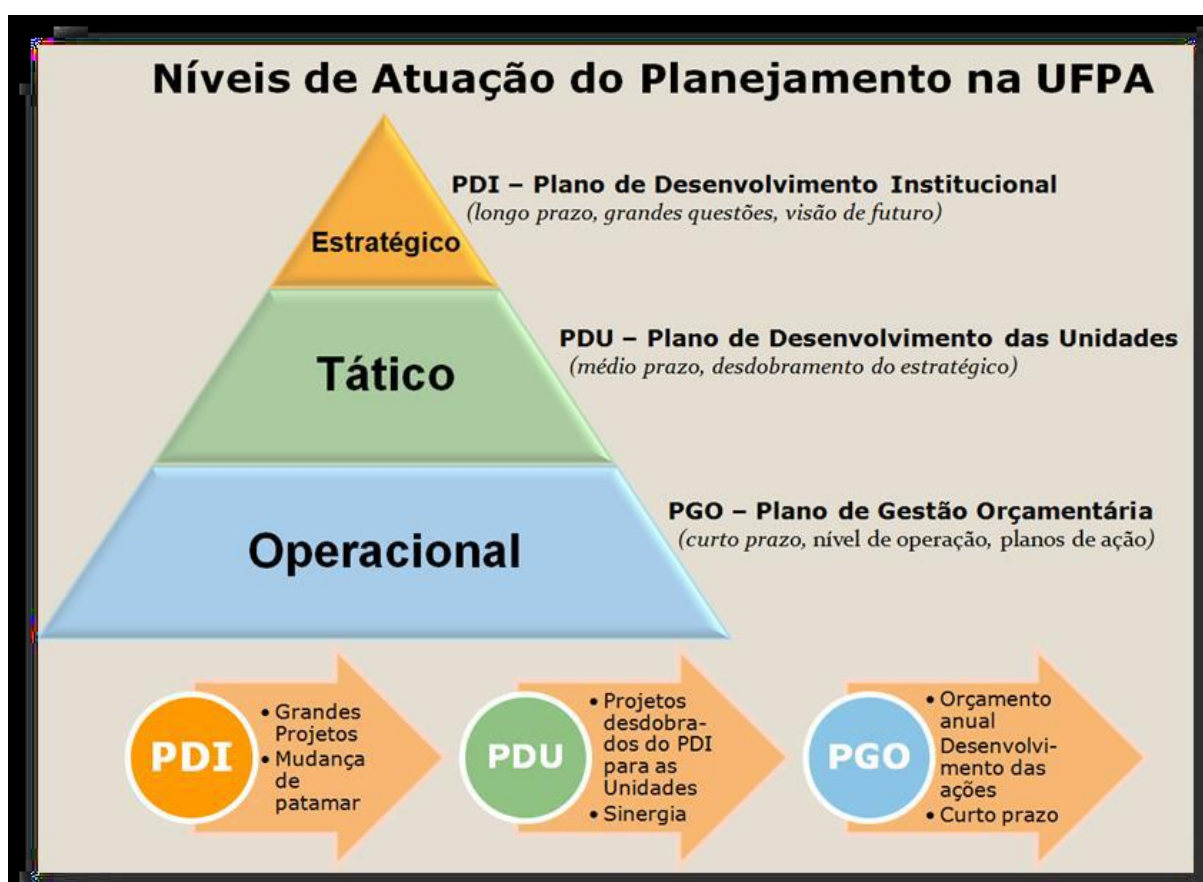 Níveis de Atuação do Planejamento na UFPA
PDI – Plano de Desenvolvimento Institucional
(longo prazo, grandes questões, visão de futuro)
Estratégico
PDU – Plano de Desenvolvimento das Unidades
(médio prazo, desdobramento do estratégico)
Tático
PGO – Plano de Gestão Orçamentária
(curto prazo, nível de operação, planos de ação)
Operacional
PDI
• Grandes
Projetos
• Mudança
de
patamar
PDU
• Projetos
desdobra-
dos do PDI
para as
Unidades
• Sinergia
PGO
• Orçamento
anual
Desenvolvi-
mento das
ações
• Curto prazo